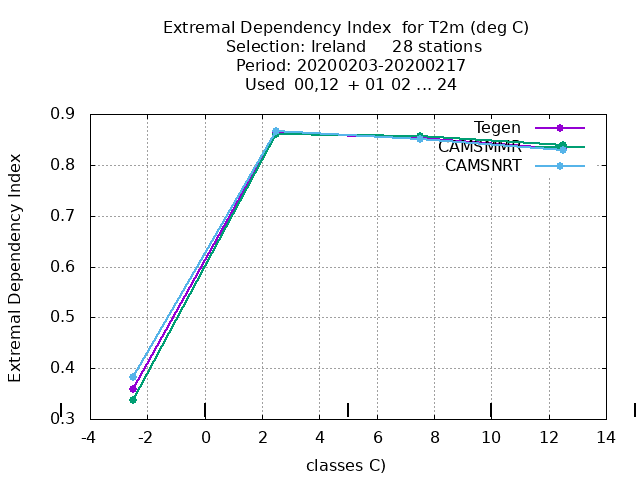 Extremal Dependency Index for T2m (deg C)
Selection: Ireland 28 stations
Period: 20200203-20200217
Used 00,12 + 01 02 ... 24
Extremal Dependency Index
0.9
0.8
0.7
0.6
0.5
0.4
0.3
Tegen
CAMSMMR
CAMSNRT
-4 -2 0 2 4 6 8 10 12 14
classes C)